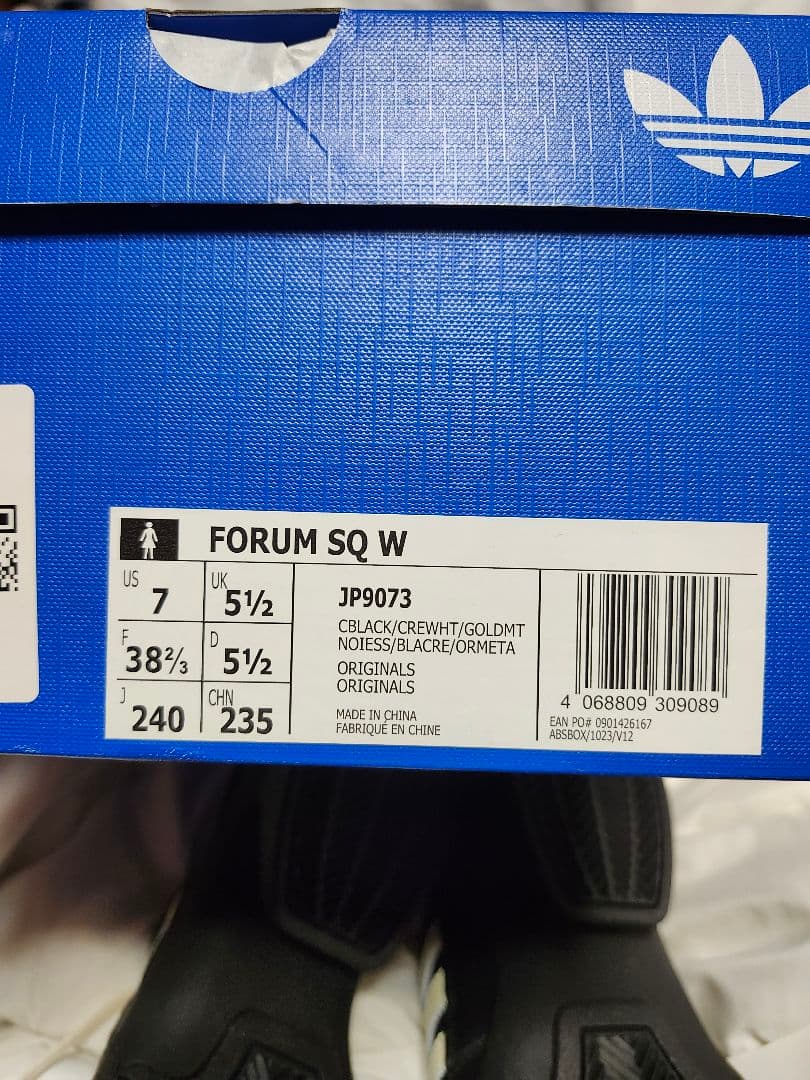 FORUM SQ W
US 7
UK 5½
F 38⅔
D 5½
J 240
CHN 235
JP9073
CBLACK/CREWHT/GOLDMT
NOIESS/BLACRE/ORMETA
ORIGINALS
ORIGINALS
MADE IN CHINA
FABRIQUÉ EN CHINE
4 068809 309089
EAN PO# 0901426167
ABSBOX/1023/V12